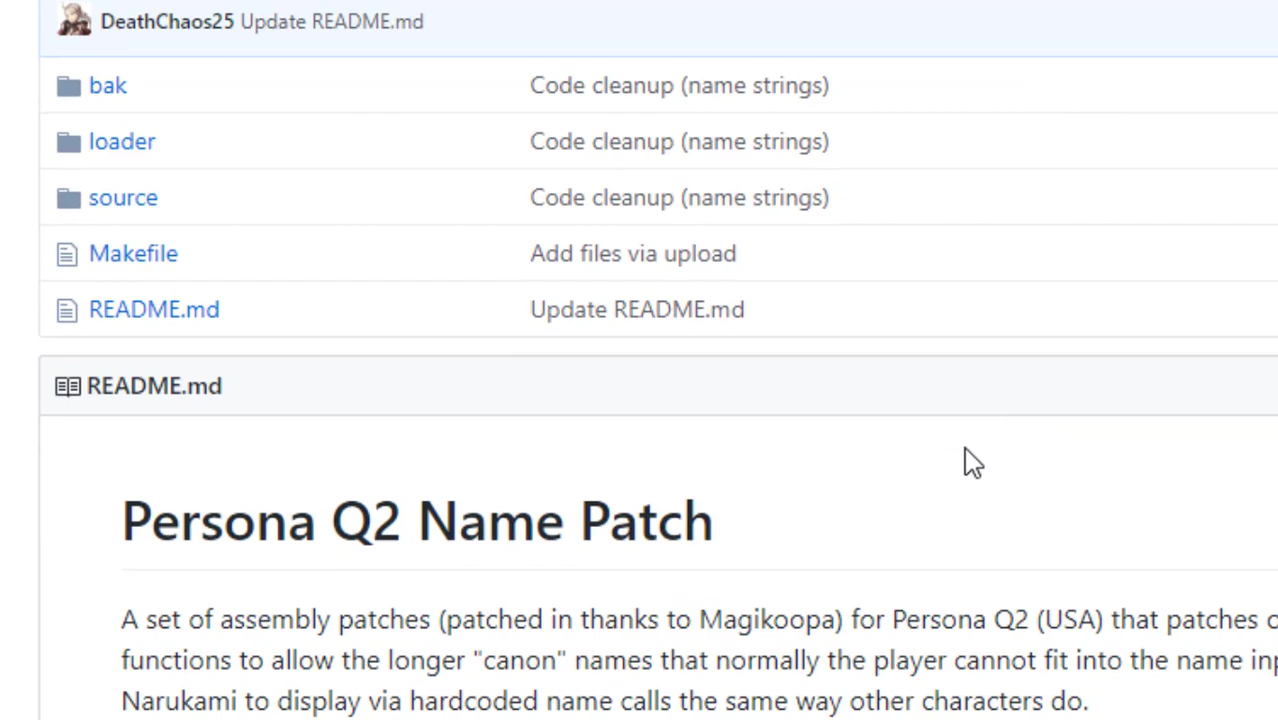 DeathChaos25 Update README.md
bak Code cleanup (name strings)
loader Code cleanup (name strings)
source Code cleanup (name strings)
Makefile Add files via upload
README.md Update README.md
README.md
Persona Q2 Name Patch
A set of assembly patches (patched in thanks to Magikoopa) for Persona Q2 (USA) that patches
functions to allow the longer "canon" names that normally the player cannot fit into the name
Narukami to display via hardcoded name calls the same way other characters do.